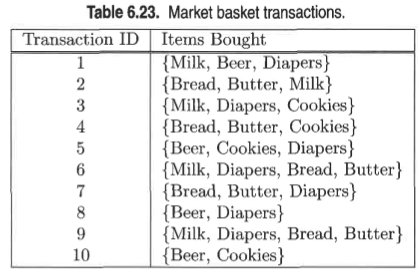 Table 6.23. Market basket transactions.
Transaction ID Items Bought
1 {Milk, Beer, Diapers}
2 {Bread, Butter, Milk}
3 {Milk, Diapers, Cookies}
4 {Bread, Butter, Cookies}
5 {Beer, Cookies, Diapers}
6 {Milk, Diapers, Bread, Butter}
7 {Bread, Butter, Diapers}
8 {Beer, Diapers}
9 {Milk, Diapers, Bread, Butter}
10 {Beer, Cookies}